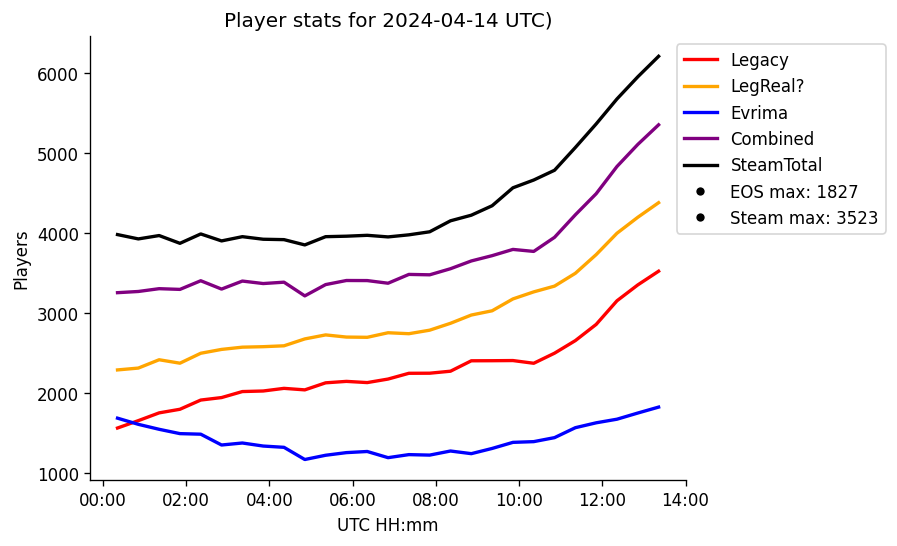 Player stats for 2024-04-14 UTC)
Legacy
LegReal?
Evrima
Combined
SteamTotal
EOS max: 1827
Steam max: 3523
Players
6000
5000
4000
3000
2000
1000
00:00 02:00 04:00 06:00 08:00 10:00 12:00 14:00
UTC HH:mm